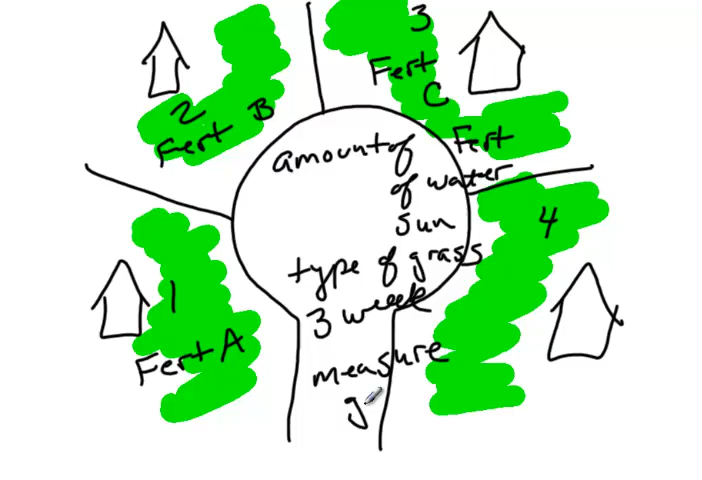 3
Fert
C
2
Fert B
Fert
amount of
of water
sun
4
type of grass
1
3 week
Fert A
measure
g